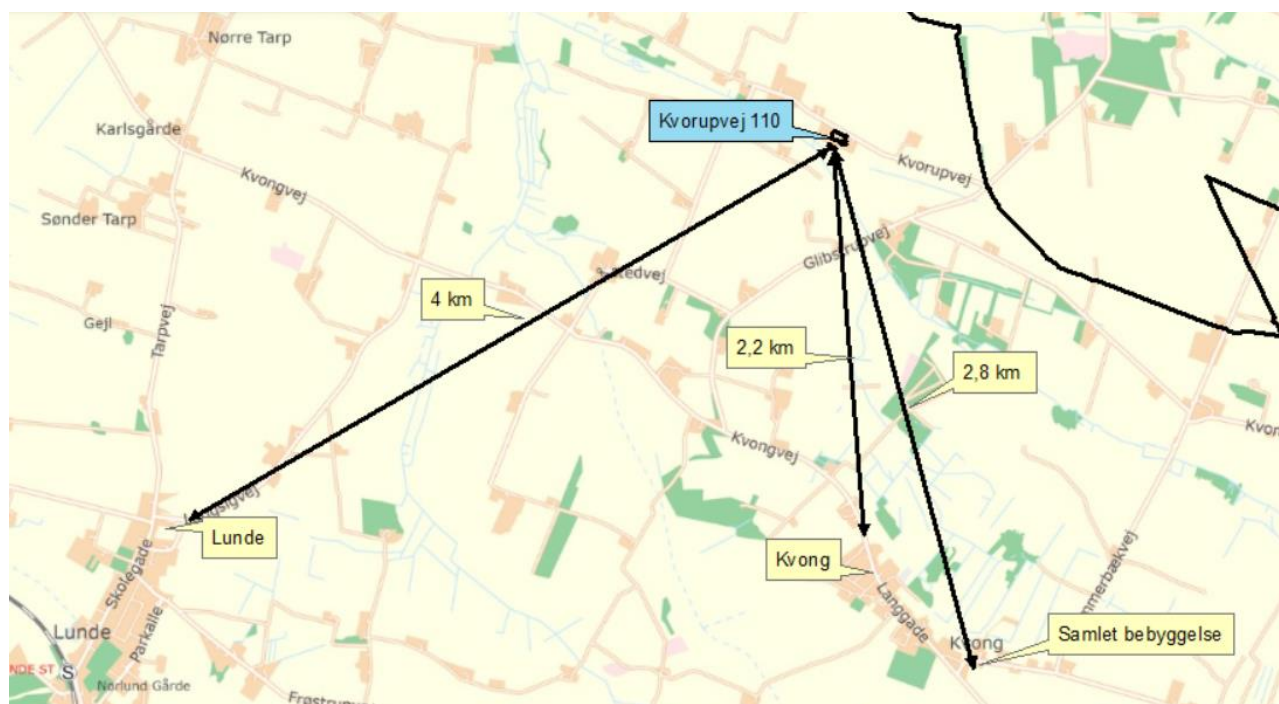 Nørre Tarp
Kvorupvej 110
Karlsgårde
Kvongvej
Kvorupvej
Sønder Tarp
Glibstrupvej
4 km
Gejl
Tarpvej
2,2 km
2,8 km
Kvongvej
Lunde
Kvong
Skolegade
Langgade
Parkalle
Lunde
Kvong
Samlet bebyggelse
S
Nørlund Gårde